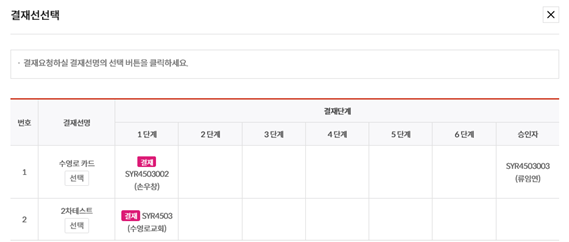 결재선선택
· 결재요청하실 결재선명의 선택 버튼을 클릭하세요.
번호 결재선명 결재단계
1 단계 2 단계 3 단계 4 단계 5 단계 6 단계 승인자
1 수영로 카드 선택 결재 SYR4503002 (손우창) SYR4503003 (류임연)
2 2차테스트 선택 결재 SYR4503 (수영로교회)